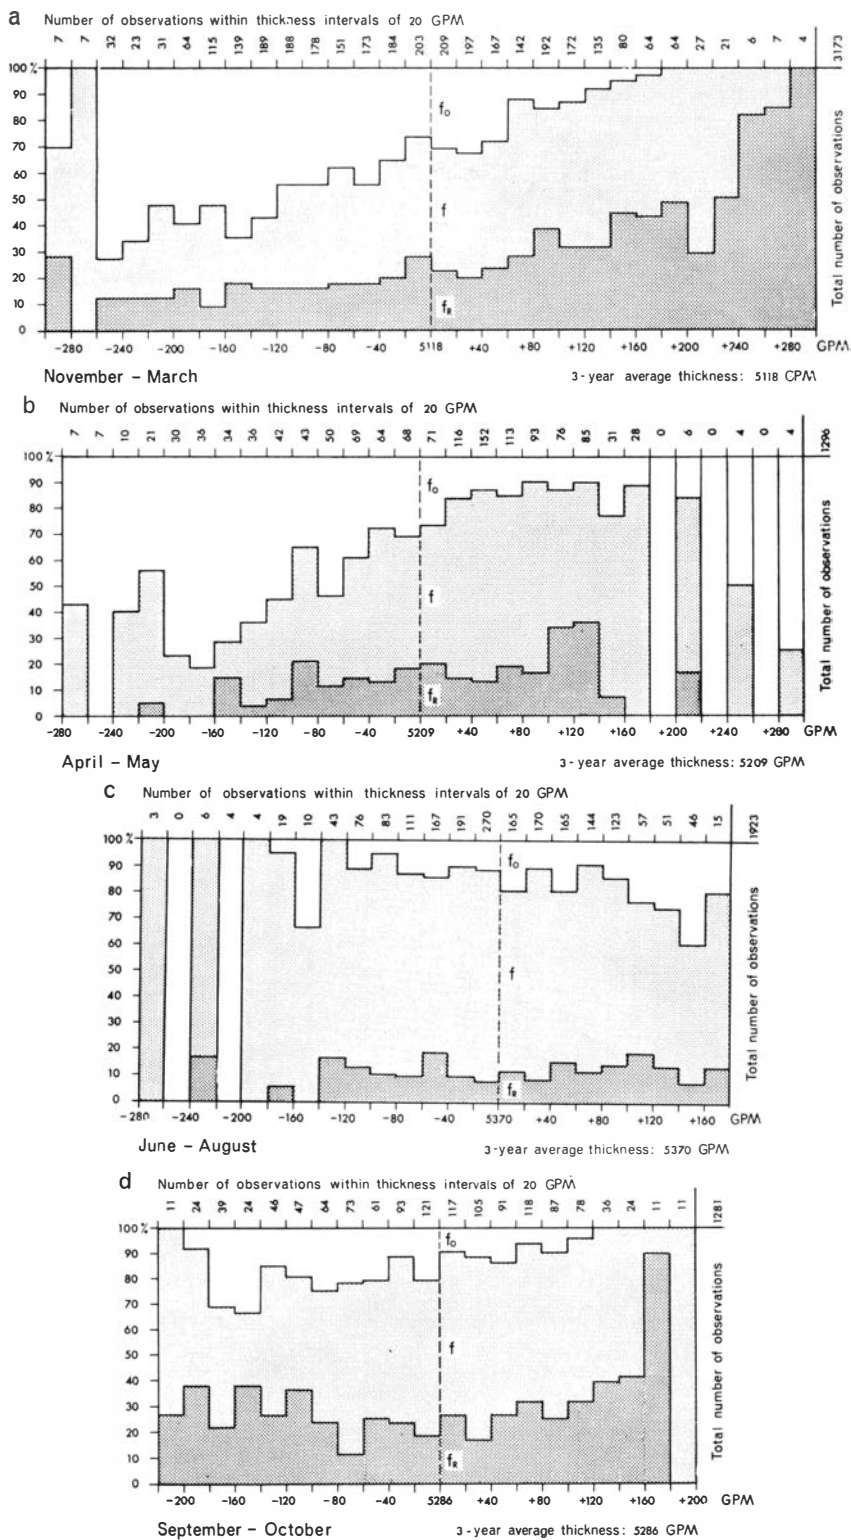 a Number of observations within thickness intervals of 20 GPM
7 7 32 23 31 64 115 139 189 188 178 151 173 184 203 209 197 167 142 192 172 135 80 64 64 27 21 6 7 4 3173
100 %
90
80
70
60
50
40
30
20
10
0
fo
f
fR
Total number of observations
-280 -240 -200 -160 -120 -80 -40 5118 +40 +80 +120 +160 +200 +240 +280 GPM
November - March 3-year average thickness: 5118 GPM
b Number of observations within thickness intervals of 20 GPM
7 7 10 21 30 36 34 36 42 43 50 69 64 68 71 116 152 113 93 76 85 31 28 0 6 0 4 0 4 1296
100 %
90
80
70
60
50
40
30
20
10
0
fo
f
fR
Total number of observations
-280 -240 -200 -160 -120 -80 -40 5209 +40 +80 +120 +160 +200 +240 +280 GPM
April - May 3-year average thickness: 5209 GPM
c Number of observations within thickness intervals of 20 GPM
3 0 6 4 4 19 10 43 76 83 111 167 191 270 165 170 165 144 123 57 51 46 15 1923
100 %
90
80
70
60
50
40
30
20
10
0
fo
f
fR
Total number of observations
-280 -240 -200 -160 -120 -80 -40 5370 +40 +80 +120 +160 GPM
June - August 3-year average thickness: 5370 GPM
d Number of observations within thickness intervals of 20 GPM
11 24 39 24 46 47 64 73 61 93 121 117 105 91 118 87 78 36 24 11 11 1281
100 %
90
80
70
60
50
40
30
20
10
0
fo
f
fR
Total number of observations
-200 -160 -120 -80 -40 5286 +40 +80 +120 +160 +200 GPM
September - October 3-year average thickness: 5286 GPM